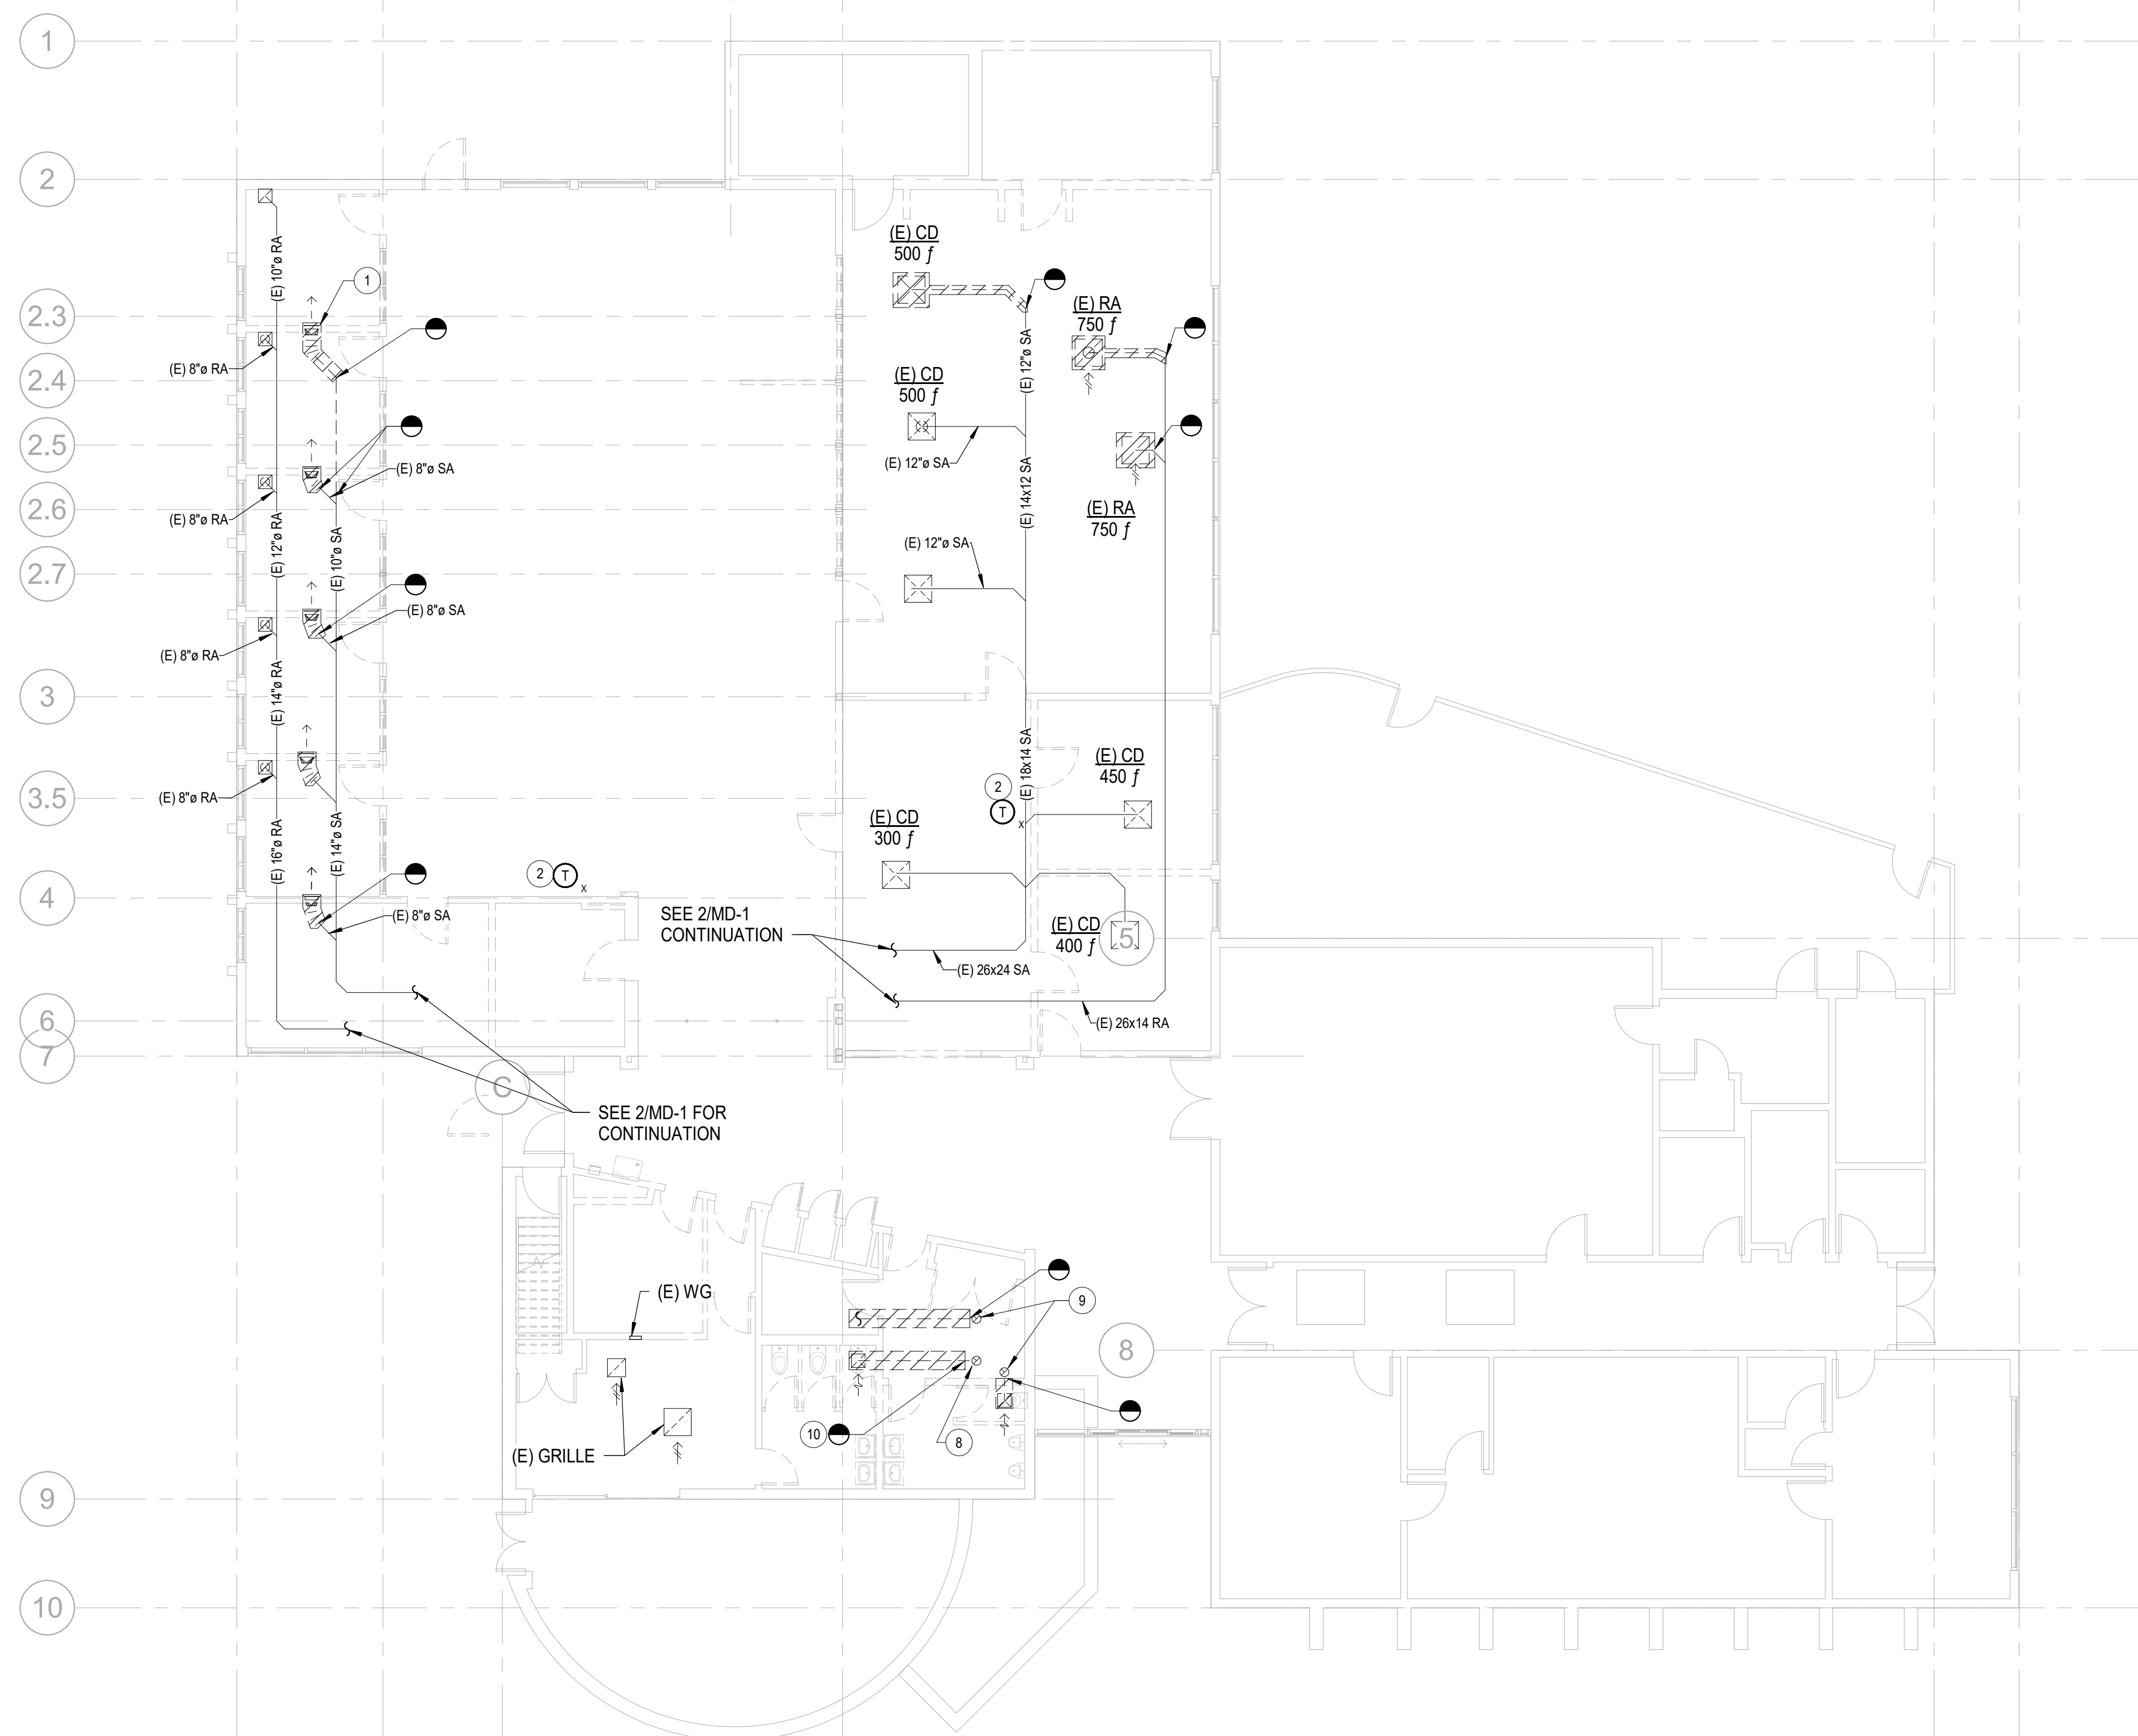 1
2
(E) CD
500 ƒ
(E) 10"ø RA
1
(E) RA
750 ƒ
2.3
(E) 12"ø SA
(E) 8"ø RA
2.4
(E) CD
500 ƒ
2.5
(E) 12"ø SA
(E) 8"ø SA
(E) 14x12 SA
(E) RA
750 ƒ
2.6
(E) 8"ø RA
(E) 12"ø RA
(E) 10"ø SA
(E) 12"ø SA
2.7
(E) 8"ø SA
(E) 8"ø RA
3
(E) 14"ø RA
(E) 18x14 SA
(E) CD
450 ƒ
2
T
x
3.5
(E) 8"ø RA
(E) CD
300 ƒ
(E) 16"ø RA
(E) 14"ø SA
2
T
x
4
(E) 8"ø SA
SEE 2/MD-1
CONTINUATION
(E) CD
400 ƒ
5
(E) 26x24 SA
6
(E) 26x14 RA
7
C
SEE 2/MD-1 FOR
CONTINUATION
(E) WG
9
8
10
8
(E) GRILLE
9
10